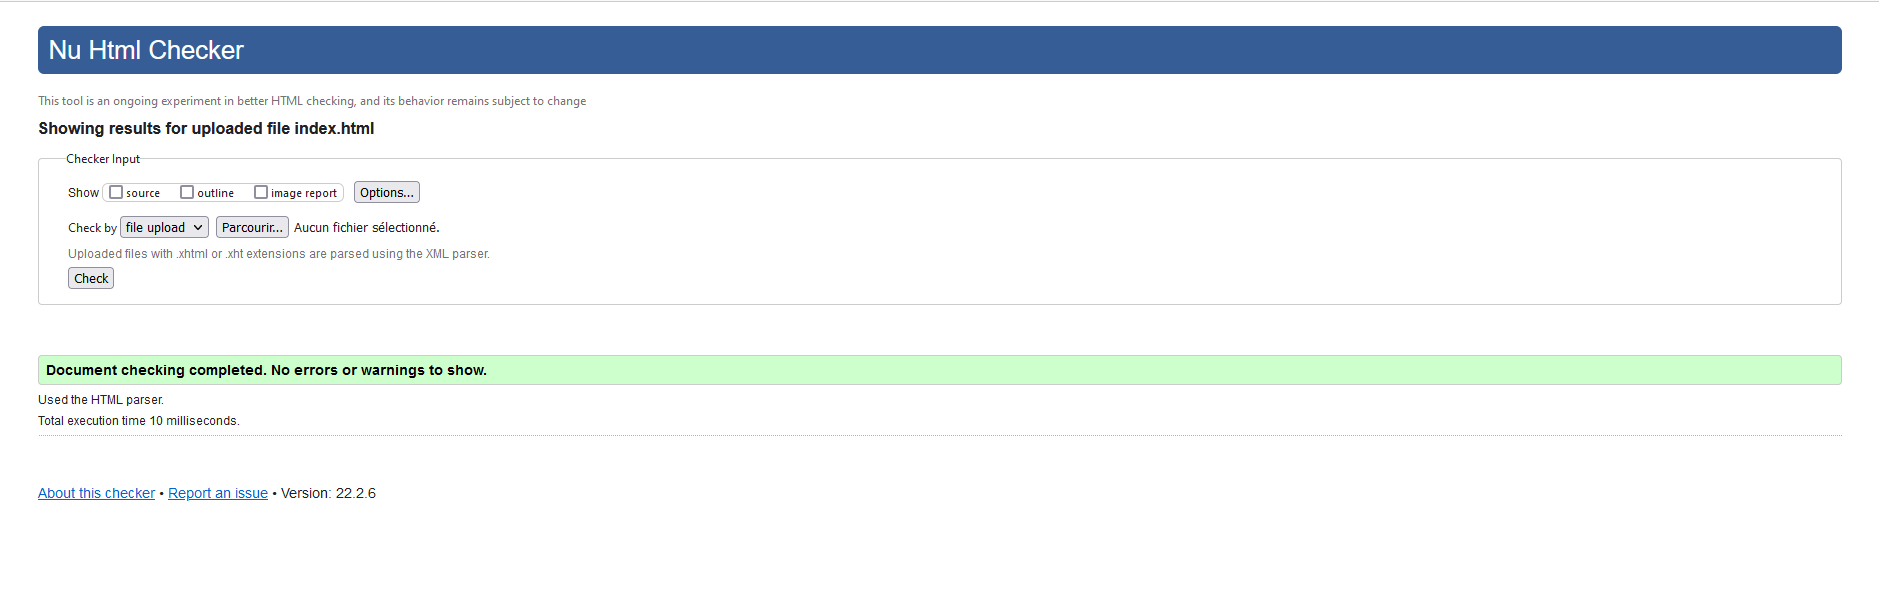 Nu Html Checker
This tool is an ongoing experiment in better HTML checking, and its behavior remains subject to change
Showing results for uploaded file index.html
Checker Input
Show source outline image report Options...
Check by file upload Parcourir... Aucun fichier sélectionné.
Uploaded files with .xhtml or .xht extensions are parsed using the XML parser.
Check
Document checking completed. No errors or warnings to show.
Used the HTML parser.
Total execution time 10 milliseconds.
About this checker • Report an issue • Version: 22.2.6